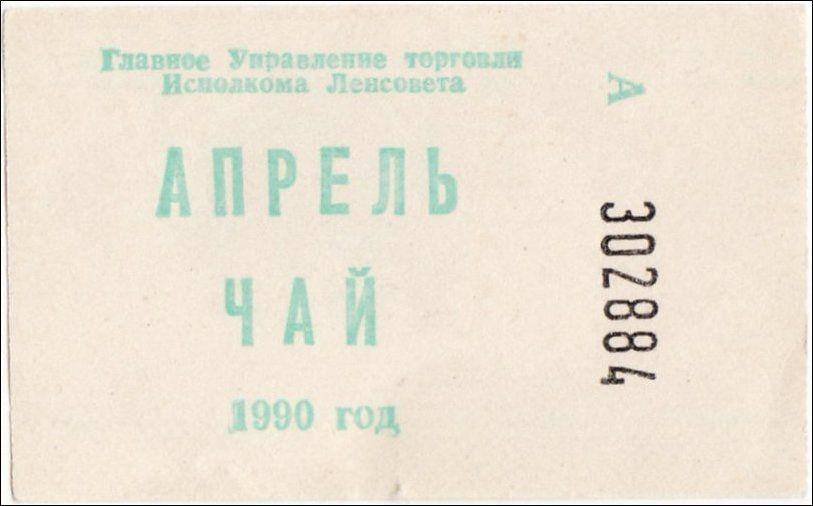 Главное Управление торговли
Исполкома Ленсовета
АПРЕЛЬ
ЧАЙ
1990 год
А
302884